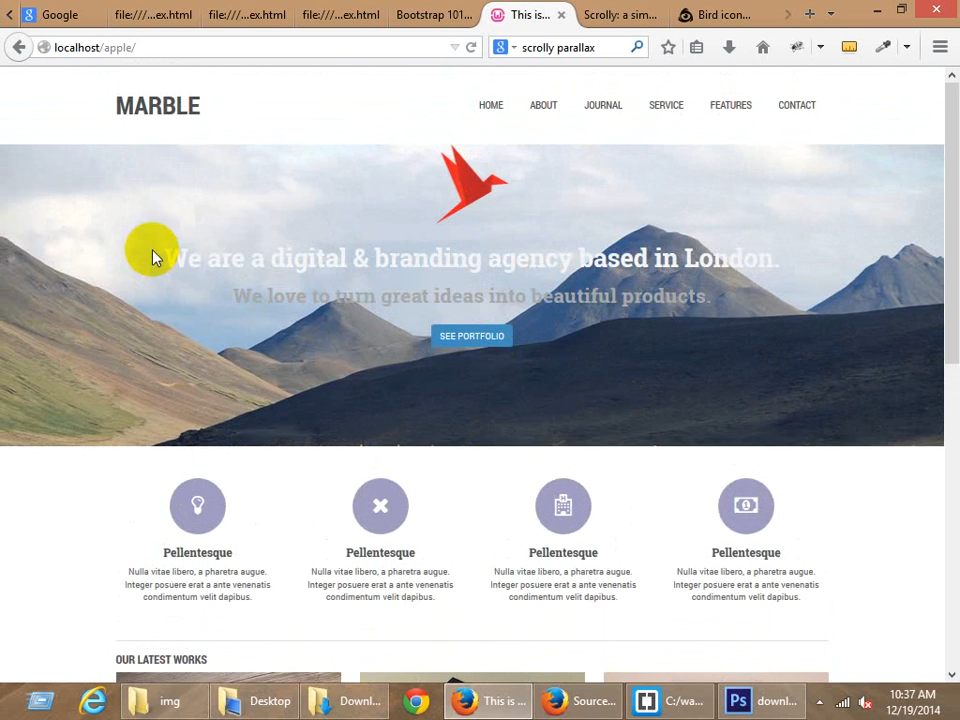 Google
file:///...ex.html
file:///...ex.html
file:///...ex.html
Bootstrap 101...
This is...
Scrolly: a sim...
Bird icon...
localhost/apple/
scrolly parallax
MARBLE
HOME
ABOUT
JOURNAL
SERVICE
FEATURES
CONTACT
We are a digital & branding agency based in London.
We love to turn great ideas into beautiful products.
SEE PORTFOLIO
Pellentesque
Nulla vitae libero, a pharetra augue.
Integer posuere erat a ante venenatis
condimentum velit dapibus.
Pellentesque
Nulla vitae libero, a pharetra augue.
Integer posuere erat a ante venenatis
condimentum velit dapibus.
Pellentesque
Nulla vitae libero, a pharetra augue.
Integer posuere erat a ante venenatis
condimentum velit dapibus.
Pellentesque
Nulla vitae libero, a pharetra augue.
Integer posuere erat a ante venenatis
condimentum velit dapibus.
OUR LATEST WORKS
img
Desktop
Downl...
This is ...
Source...
C:/wa...
downl...
10:37 AM
12/19/2014